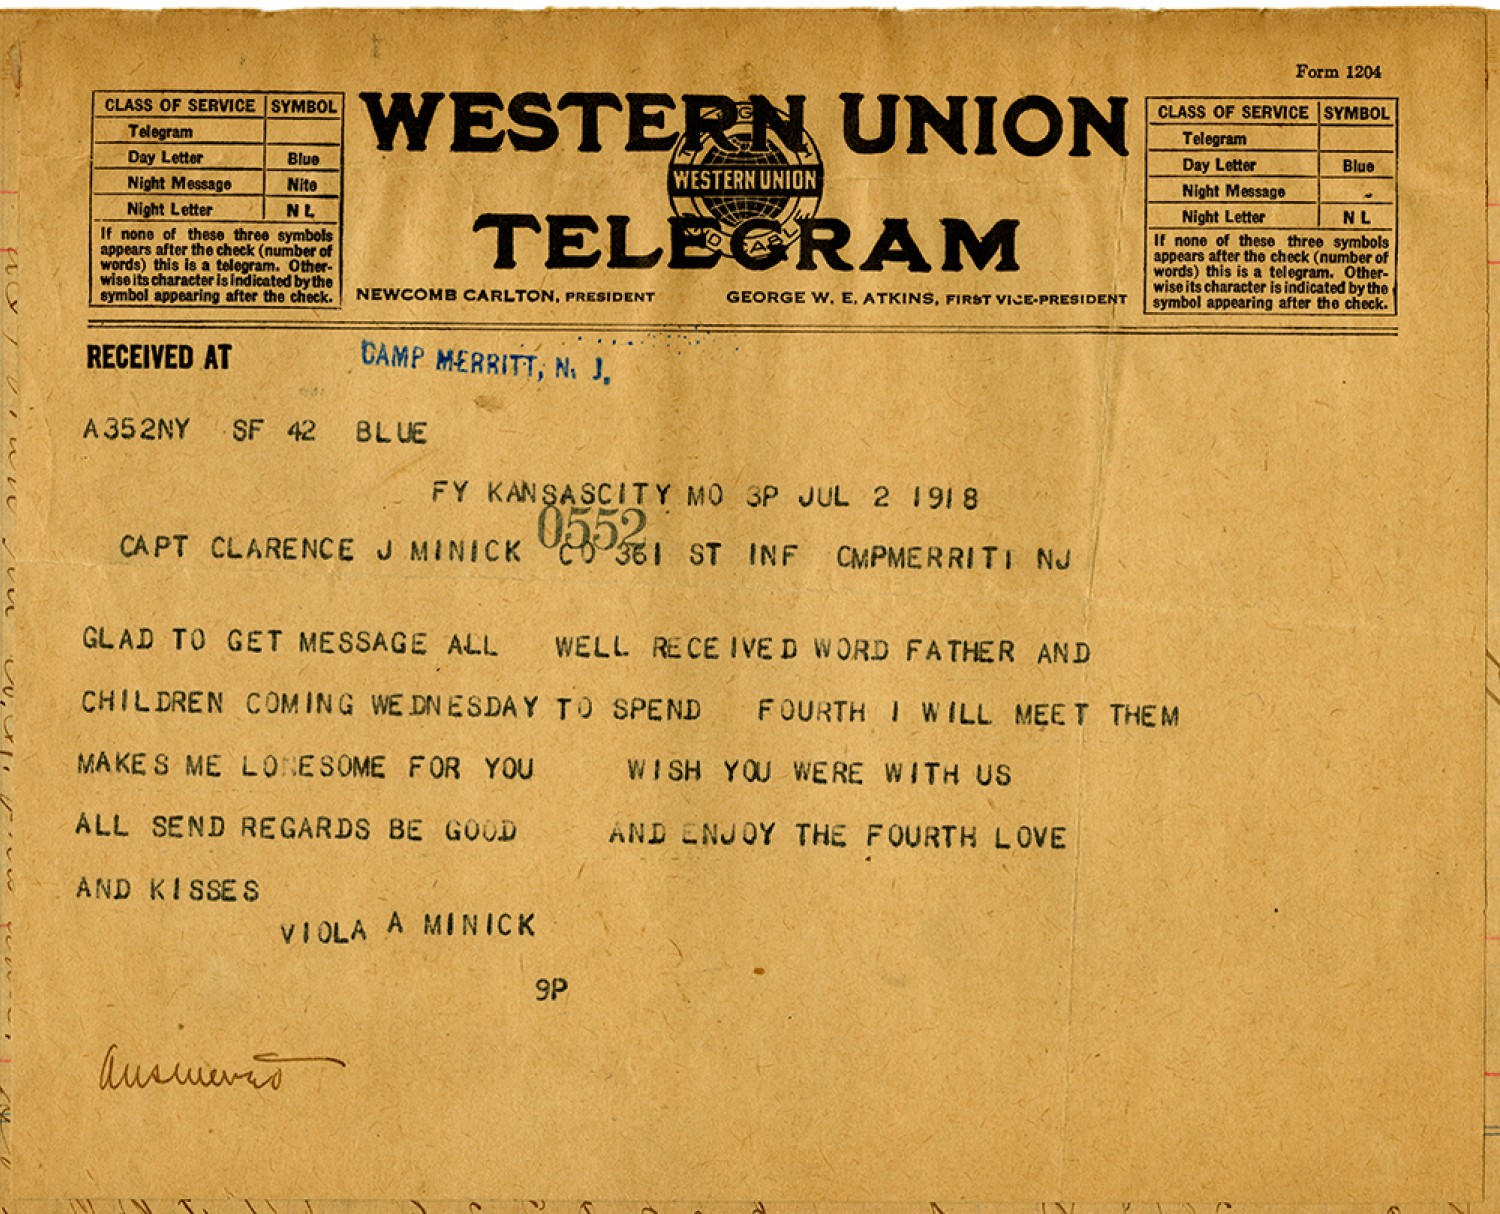 Form 1204
CLASS OF SERVICE SYMBOL
Telegram
Day Letter Blue
Night Message Nite
Night Letter N L
If none of these three symbols
appears after the check (number of
words) this is a telegram. Other-
wise its character is indicated by the
symbol appearing after the check.
WESTERN UNION
WESTERN UNION
TELEGRAM
NEWCOMB CARLTON, PRESIDENT
GEORGE W. E. ATKINS, FIRST VICE-PRESIDENT
CLASS OF SERVICE SYMBOL
Telegram
Day Letter Blue
Night Message
Night Letter N L
If none of these three symbols
appears after the check (number of
words) this is a telegram. Other-
wise its character is indicated by the
symbol appearing after the check.
RECEIVED AT CAMP MERRITT, N. J.
A352NY SF 42 BLUE
FY KANSASCITY MO 3P JUL 2 1918
0552
CAPT CLARENCE J MINICK CO 361 ST INF CMPMERRITI NJ
GLAD TO GET MESSAGE ALL WELL RECEIVED WORD FATHER AND
CHILDREN COMING WEDNESDAY TO SPEND FOURTH I WILL MEET THEM
MAKES ME LONESOME FOR YOU WISH YOU WERE WITH US
ALL SEND REGARDS BE GOOD AND ENJOY THE FOURTH LOVE
AND KISSES
VIOLA A MINICK
9P
Answered